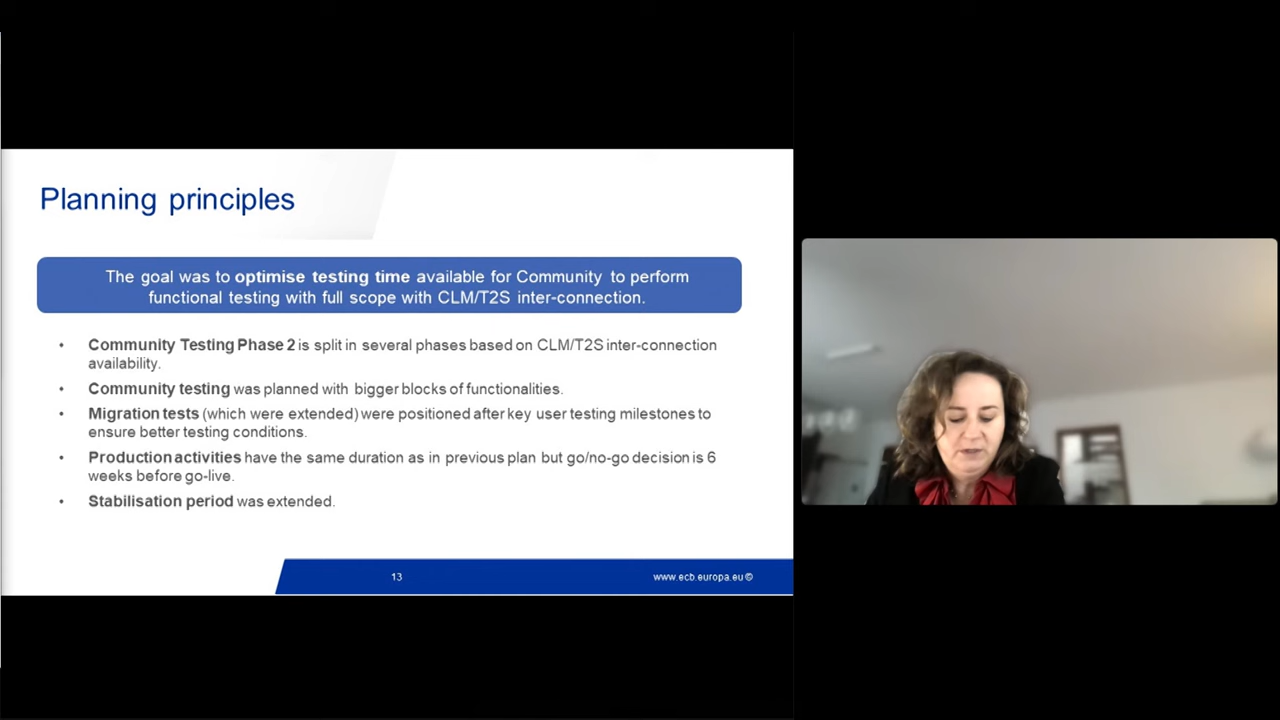 Planning principles
The goal was to optimise testing time available for Community to perform
functional testing with full scope with CLM/T2S inter-connection.
• Community Testing Phase 2 is split in several phases based on CLM/T2S inter-connection
availability.
• Community testing was planned with bigger blocks of functionalities.
• Migration tests (which were extended) were positioned after key user testing milestones to
ensure better testing conditions.
• Production activities have the same duration as in previous plan but go/no-go decision is 6
weeks before go-live.
• Stabilisation period was extended.
13
www.ecb.europa.eu ©